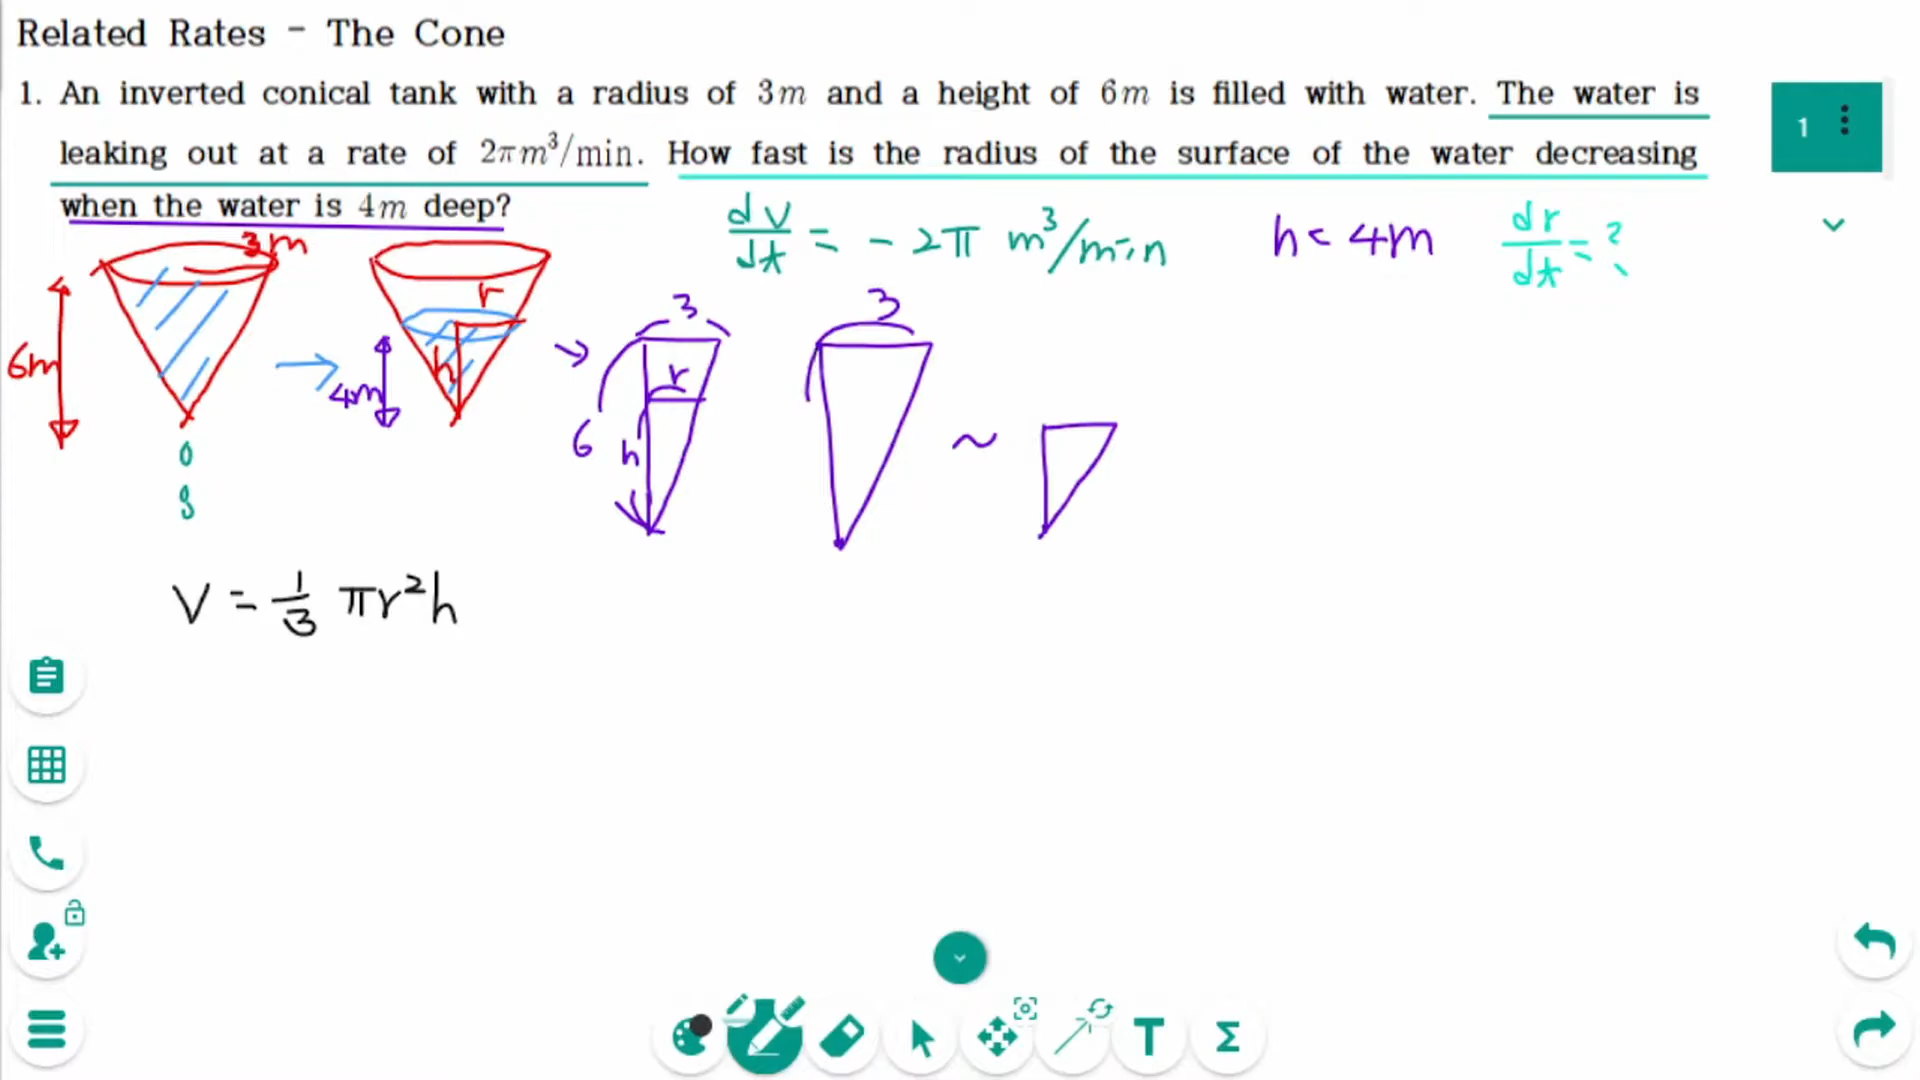 Related Rates - The Cone
1. An inverted conical tank with a radius of 3m and a height of 6m is filled with water. The water is
leaking out at a rate of 2πm³/min. How fast is the radius of the surface of the water decreasing
when the water is 4m deep?
dV/dt = -2π m³/min
h = 4m
dr/dt = ?
3m
6m
r
h
4m
3
r
6
h
3
~
V = 1/3 πr²h
1
T
Σ